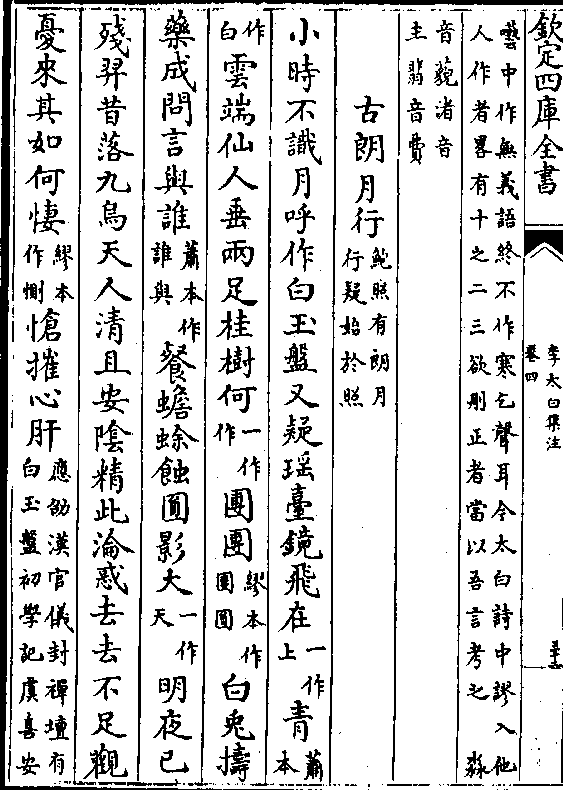 欽定四庫全書
李太白集注
卷四
囈中作無義語終不作寒乞聲耳今太白詩中謬入他
人作者畧有十之二三欲刪正者當以吾言考之 淼
音藐渚音
主翡音費
古朗月行鮑照有朗月行疑始於照
小時不識月呼作白玉盤又疑瑤臺鏡飛在一作上青蕭本
作白雲端仙人垂兩足桂樹何一作作團團繆本作圓圓白兔擣
藥成問言與誰蕭本作誰與餐蟾蜍蝕圓影大一作天明夜已
殘羿昔落九烏天人清且安陰精此淪惑去去不足觀
憂來其如何悽繆本作惻愴摧心肝應劭漢官儀封禪壇有白玉盤初學記虞喜安